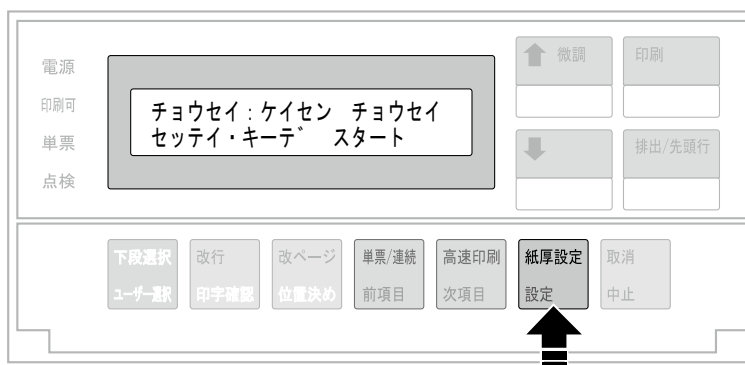 電源
印刷可
単票
点検
チョウセイ:ケイセン チョウセイ
セッテイ・キーデ スタート
微調
印刷
排出/先頭行
下段選択
ユーザー選択
改行
印字確認
改ページ
位置決め
単票/連続
前項目
高速印刷
次項目
紙厚設定
設定
取消
中止